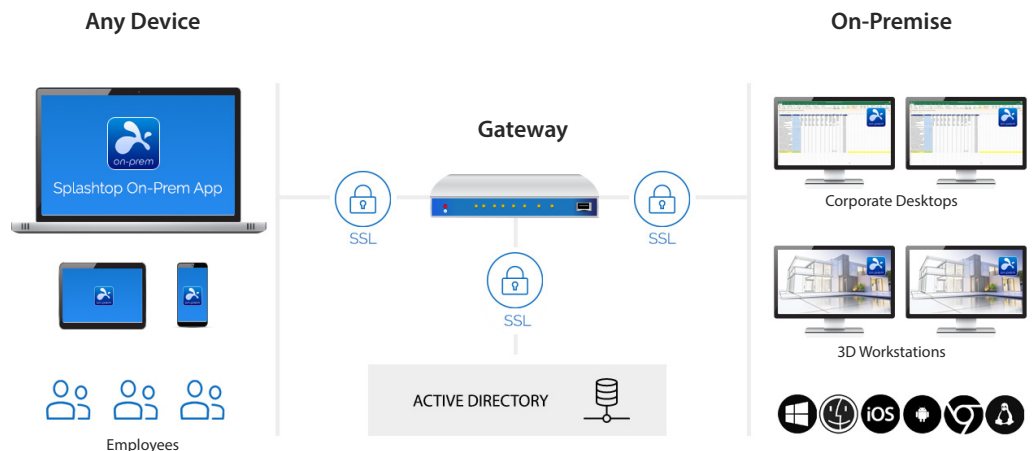 Any Device
On-Premise
on-prem
Splashtop On-Prem App
Gateway
SSL
SSL
SSL
ACTIVE DIRECTORY
Employees
Corporate Desktops
3D Workstations
iOS